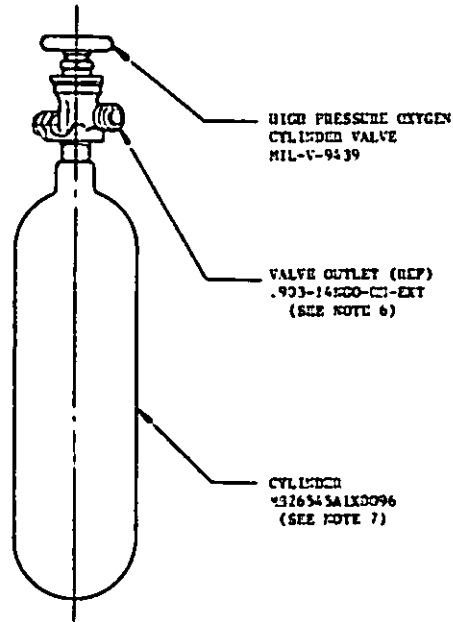 HIGH PRESSURE OXYGEN
CYLINDER VALVE
MIL-V-9439
VALVE OUTLET (REF)
(SEE NOTE 6)
CYLINDER
(SEE NOTE 7)